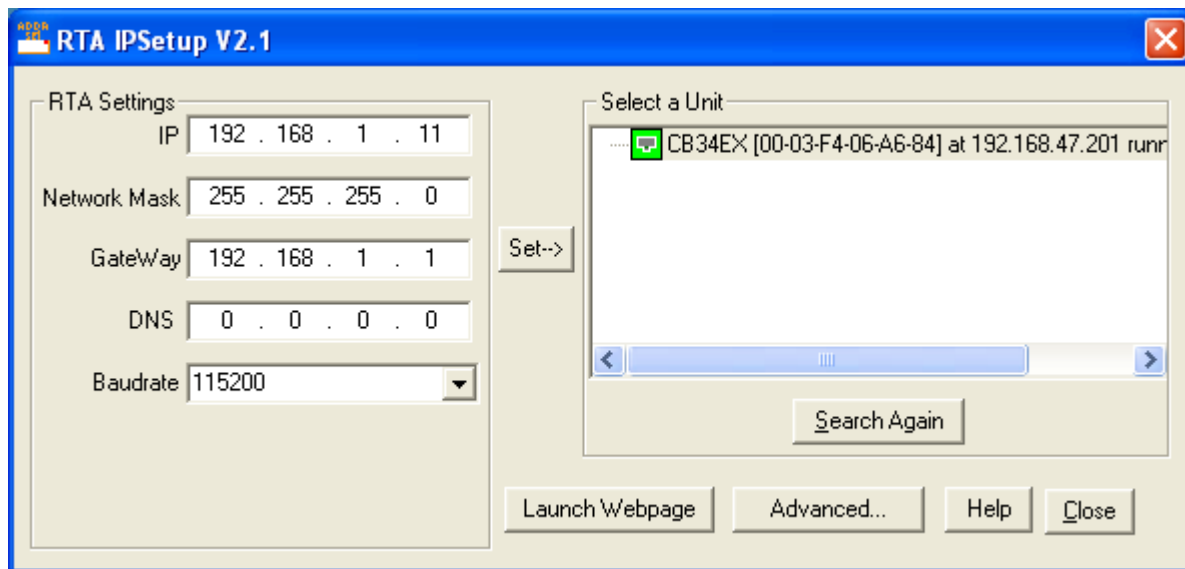 RTA IPSetup V2.1
RTA Settings
IP 192 . 168 . 1 . 11
Network Mask 255 . 255 . 255 . 0
GateWay 192 . 168 . 1 . 1
DNS 0 . 0 . 0 . 0
Baudrate 115200
Set-->
Select a Unit
CB34EX [00-03-F4-06-A6-84] at 192.168.47.201
Search Again
Launch Webpage
Advanced...
Help
Close